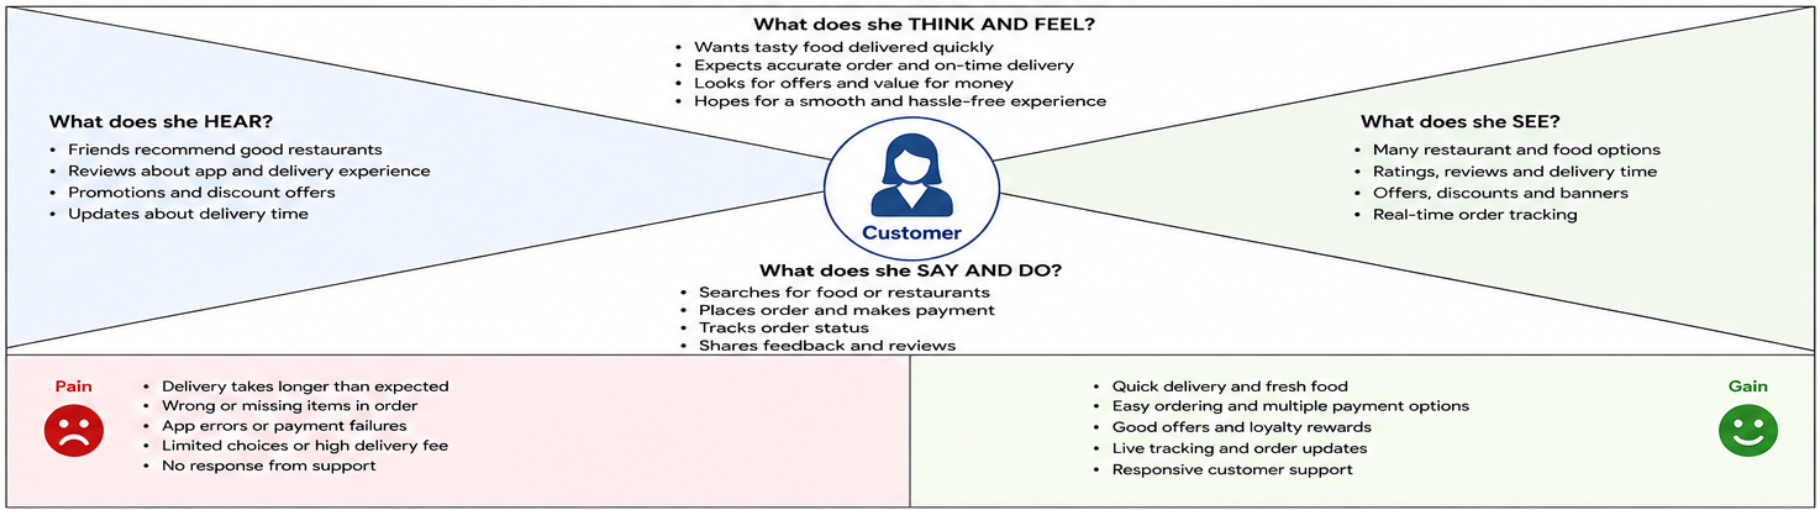 What does she THINK AND FEEL?
• Wants tasty food delivered quickly
• Expects accurate order and on-time delivery
• Looks for offers and value for money
• Hopes for a smooth and hassle-free experience
What does she HEAR?
• Friends recommend good restaurants
• Reviews about app and delivery experience
• Promotions and discount offers
• Updates about delivery time
Customer
What does she SEE?
• Many restaurant and food options
• Ratings, reviews and delivery time
• Offers, discounts and banners
• Real-time order tracking
What does she SAY AND DO?
• Searches for food or restaurants
• Places order and makes payment
• Tracks order status
• Shares feedback and reviews
Pain
• Delivery takes longer than expected
• Wrong or missing items in order
• App errors or payment failures
• Limited choices or high delivery fee
• No response from support
Gain
• Quick delivery and fresh food
• Easy ordering and multiple payment options
• Good offers and loyalty rewards
• Live tracking and order updates
• Responsive customer support